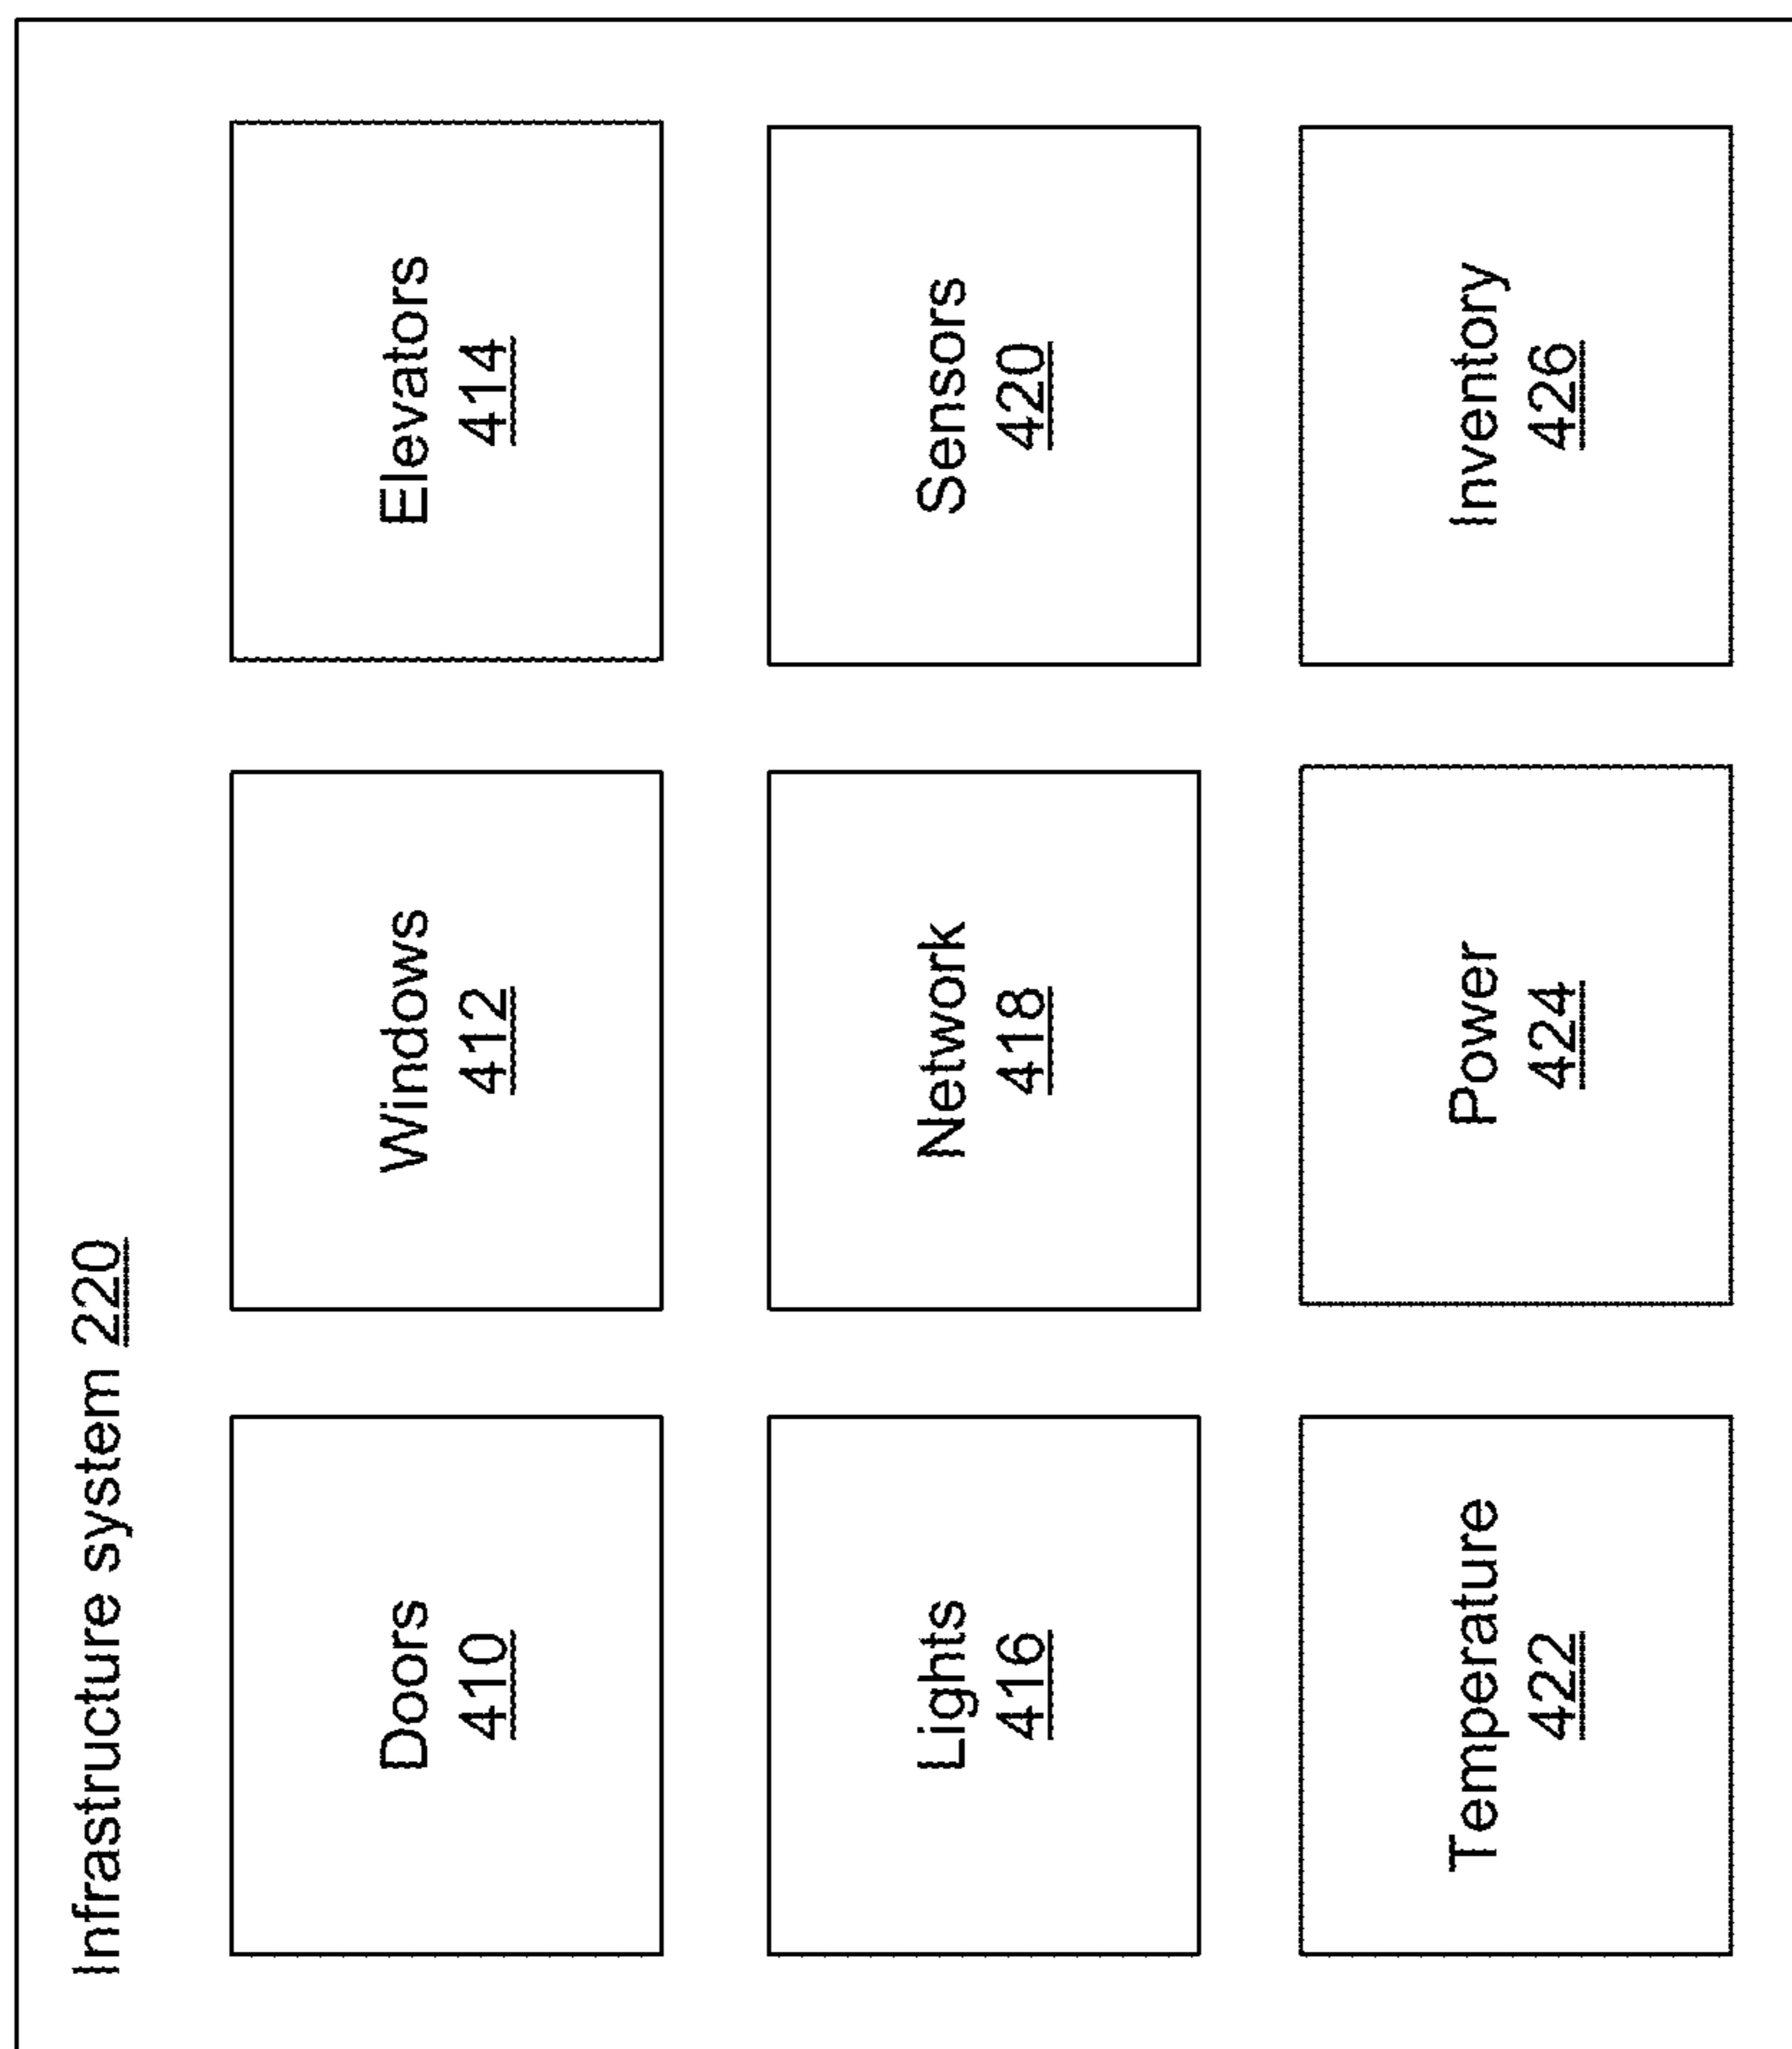 Infrastructure system 220
Doors
410
Windows
412
Elevators
414
Lights
416
Network
418
Sensors
420
Temperature
422
Power
424
Inventory
426